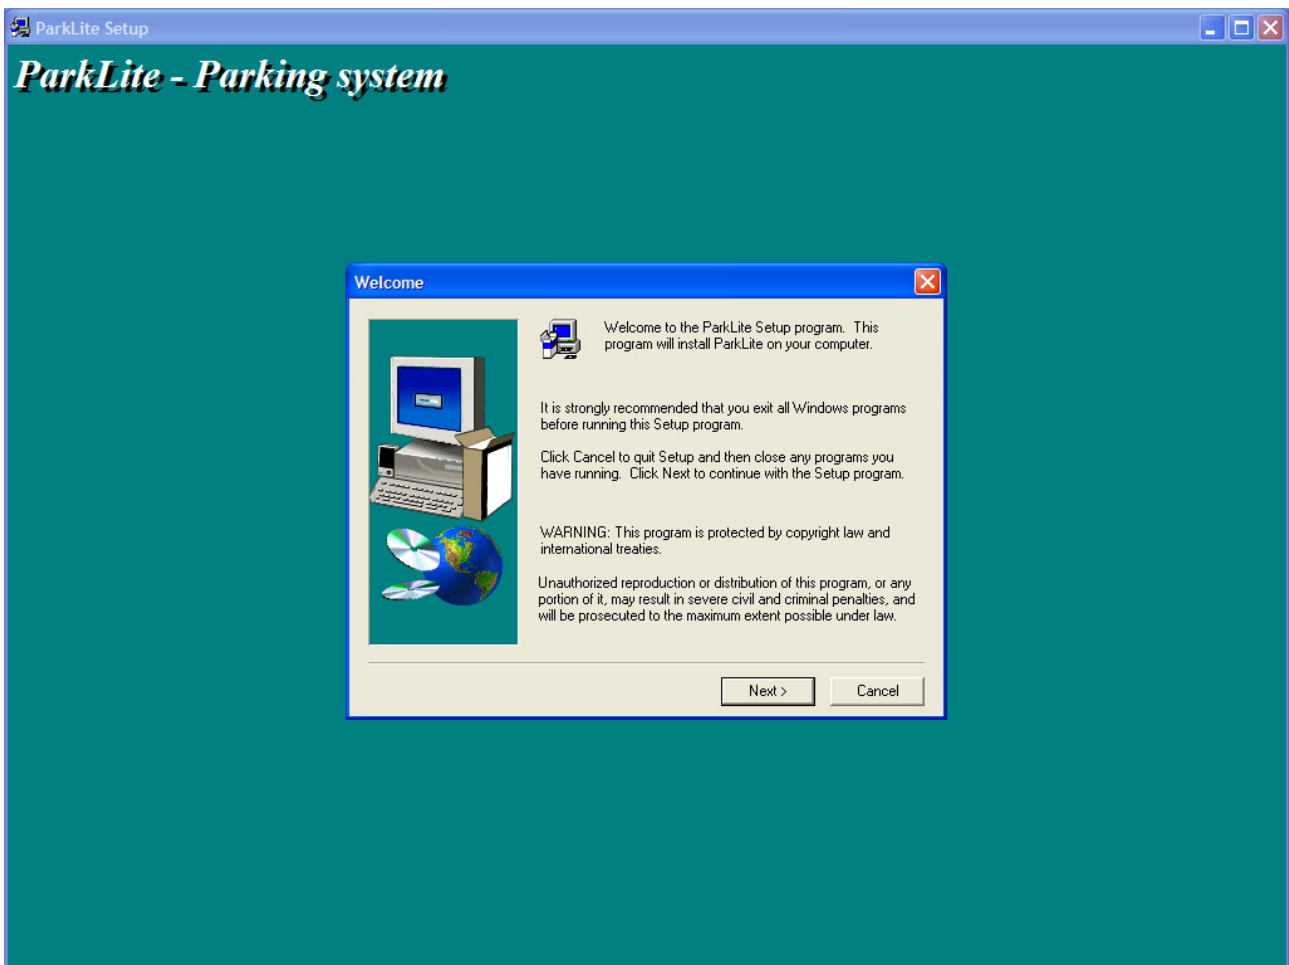 ParkLite Setup
ParkLite - Parking system
Welcome
Welcome to the ParkLite Setup program. This
program will install ParkLite on your computer.
It is strongly recommended that you exit all Windows programs
before running this Setup program.
Click Cancel to quit Setup and then close any programs you
have running. Click Next to continue with the Setup program.
WARNING: This program is protected by copyright law and
international treaties.
Unauthorized reproduction or distribution of this program, or any
portion of it, may result in severe civil and criminal penalties, and
will be prosecuted to the maximum extent possible under law.
Next >
Cancel